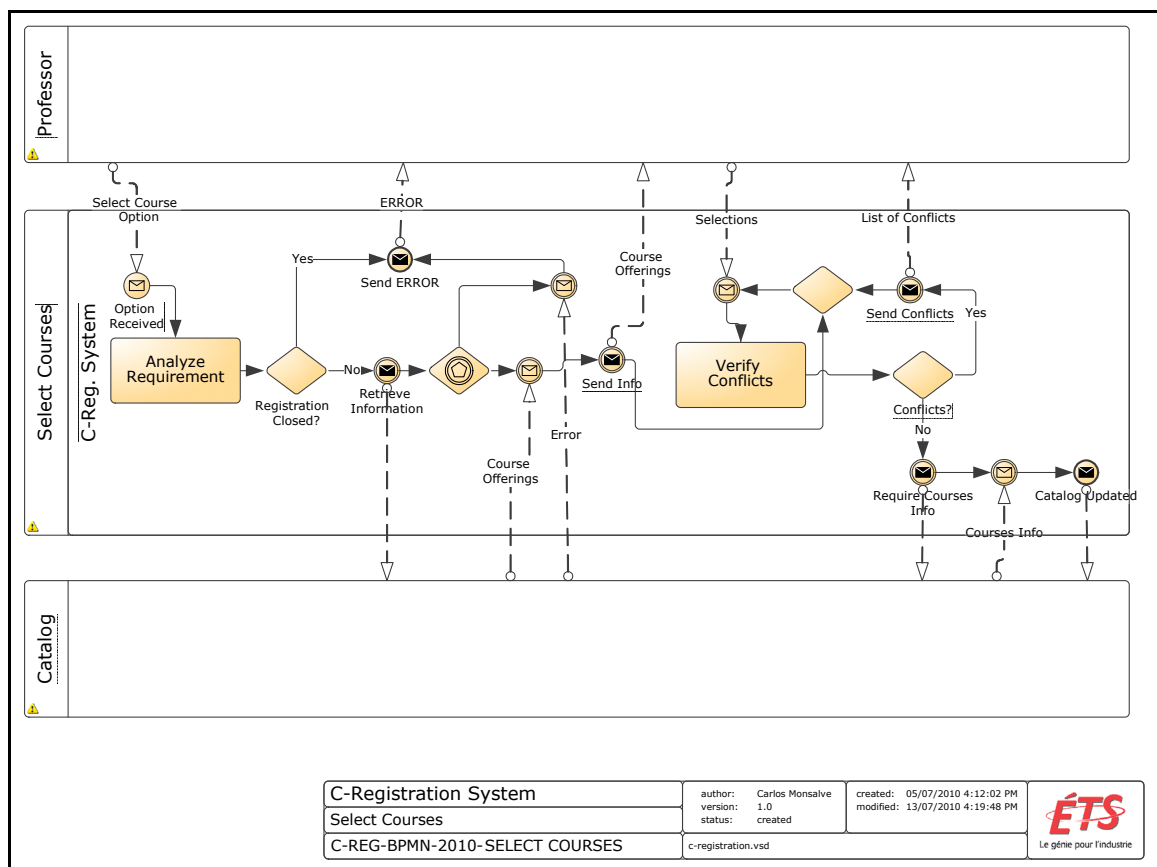 Professor
Select Course
Option
ERROR
Selections
List of Conflicts
Select Courses
C-Reg. System
Course
Offerings
Yes
Send ERROR
Option
Received
Send Conflicts
Yes
Analyze
Requirement
Verify
Conflicts
No
Retrieve
Information
Registration
Closed?
Send Info
Conflicts?
No
Error
Course
Offerings
Require Courses
Info
Catalog Updated
Courses Info
Catalog
C-Registration System
Select Courses
C-REG-BPMN-2010-SELECT COURSES
author: Carlos Monsalve
version: 1.0
status: created
created: 05/07/2010 4:12:02 PM
modified: 13/07/2010 4:19:48 PM
c-registration.vsd
ÉTS
Le génie pour l'industrie